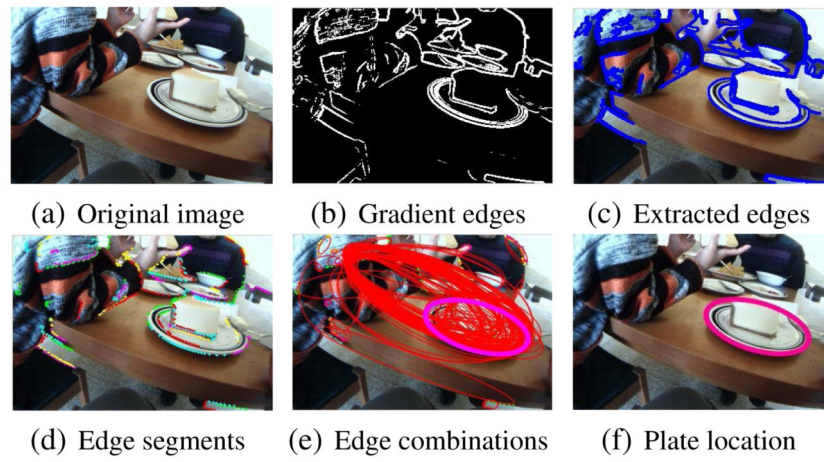 (a) Original image
(b) Gradient edges
(c) Extracted edges
(d) Edge segments
(e) Edge combinations
(f) Plate location